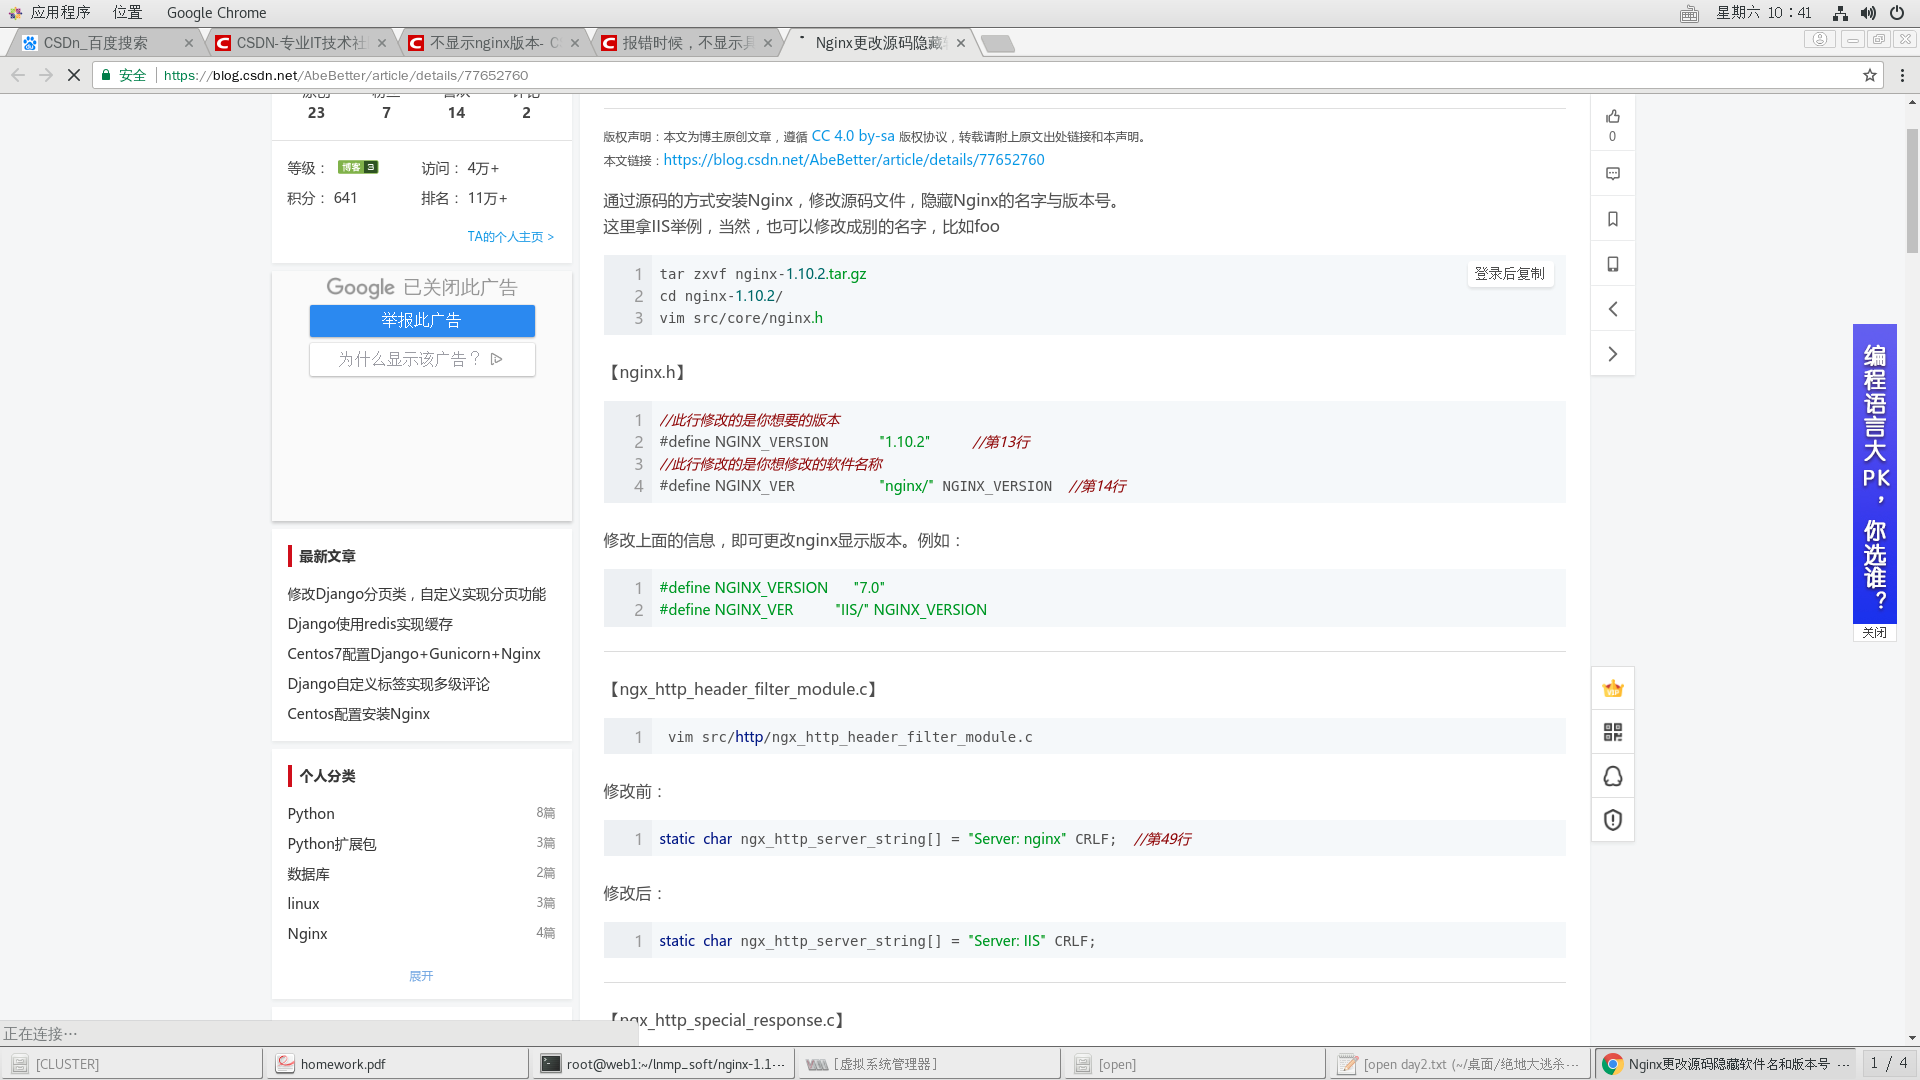 应用程序 位置 Google Chrome 星期六 10：41
CSDn_百度搜索 CSDN-专业IT技术社 不显示nginx版本- CS 报错时候，不显示具 Nginx更改源码隐藏
安全 https://blog.csdn.net/AbeBetter/article/details/77652760
23 7 14 2
等级： 博客 3 访问： 4万+
积分： 641 排名： 11万+
TA的个人主页 >
Google 已关闭此广告
举报此广告
为什么显示该广告？
最新文章
修改Django分页类，自定义实现分页功能
Django使用redis实现缓存
Centos7配置Django+Gunicorn+Nginx
Django自定义标签实现多级评论
Centos配置安装Nginx
个人分类
Python 8篇
Python扩展包 3篇
数据库 2篇
linux 3篇
Nginx 4篇
展开
版权声明：本文为博主原创文章，遵循 CC 4.0 by-sa 版权协议，转载请附上原文出处链接和本声明。
本文链接：https://blog.csdn.net/AbeBetter/article/details/77652760
通过源码的方式安装Nginx，修改源码文件，隐藏Nginx的名字与版本号。
这里拿IIS举例，当然，也可以修改成别的名字，比如foo
登录后复制
1 tar zxvf nginx-1.10.2.tar.gz
2 cd nginx-1.10.2/
3 vim src/core/nginx.h
【nginx.h】
1 //此行修改的是你想要的版本
2 #define NGINX_VERSION "1.10.2" //第13行
3 //此行修改的是你想修改的软件名称
4 #define NGINX_VER "nginx/" NGINX_VERSION //第14行
修改上面的信息，即可更改nginx显示版本。例如：
1 #define NGINX_VERSION "7.0"
2 #define NGINX_VER "IIS/" NGINX_VERSION
【ngx_http_header_filter_module.c】
1 vim src/http/ngx_http_header_filter_module.c
修改前：
1 static char ngx_http_server_string[] = "Server: nginx" CRLF; //第49行
修改后：
1 static char ngx_http_server_string[] = "Server: IIS" CRLF;
【ngx_http_special_response.c】
0
VIP
编程语言大PK，你选谁？
关闭
正在连接…
[CLUSTER] homework.pdf root@web1:~/lnmp_soft/nginx-1.1… [虚拟系统管理器] [open] [open day2.txt (~/桌面/绝地大逃杀… Nginx更改源码隐藏软件名和版本号 … 1 / 4